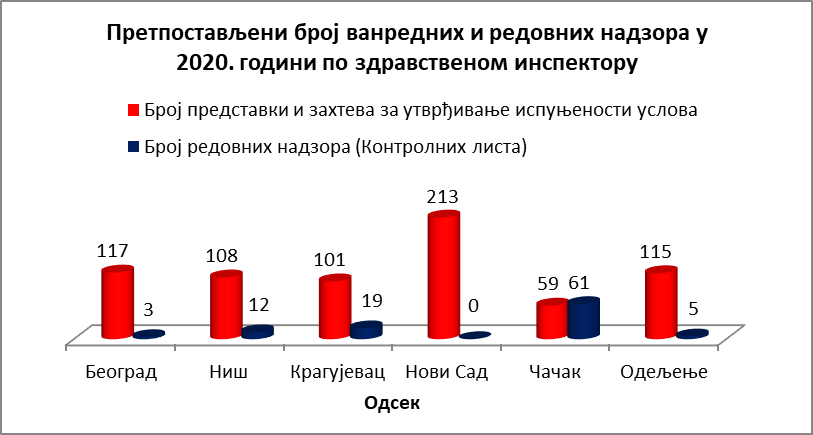 Претпостављени број ванредних и редовних надзора у
2020. години по здравственом инспектору
Број представки и захтева за утврђивање испуњености услова
Број редовних надзора (Контролних листа)
117 3 108 12 101 19 213 0 59 61 115 5
Београд Ниш Крагујевац Нови Сад Чачак Одељење
Одсек